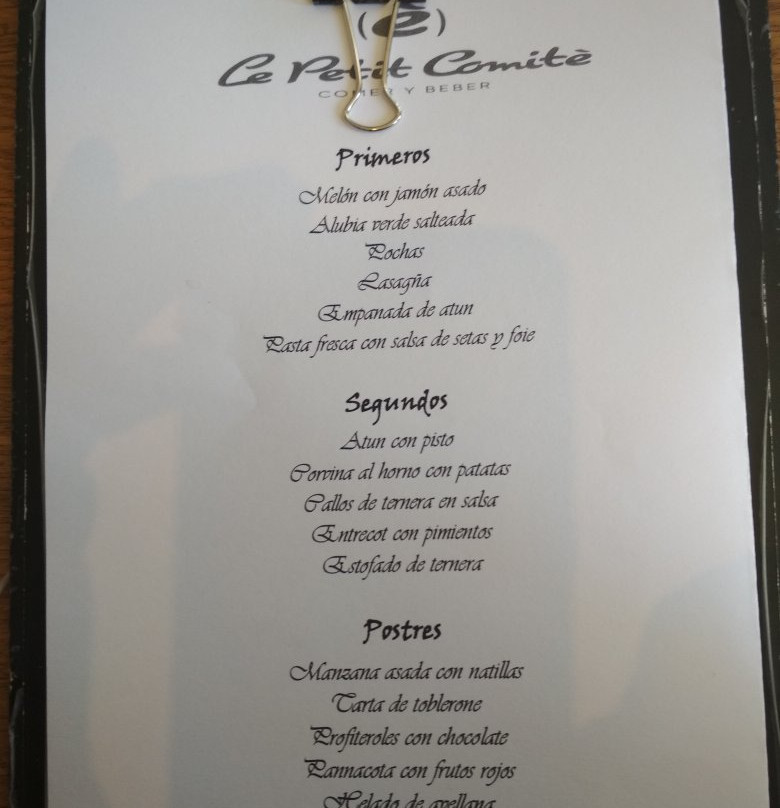 (é)
Le Petit Comitè
COMER Y BEBER
Primeros
Melón con jamón asado
Alubia verde salteada
Pochas
Lasagña
Empanada de atun
Pasta fresca con salsa de setas y foie
Segundos
Atun con pisto
Corvina al horno con patatas
Callos de ternera en salsa
Entrecot con pimientos
Estofado de ternera
Postres
Manzana asada con natillas
Tarta de toblerone
Profiteroles con chocolate
Pannacota con frutos rojos
Helado de avellana